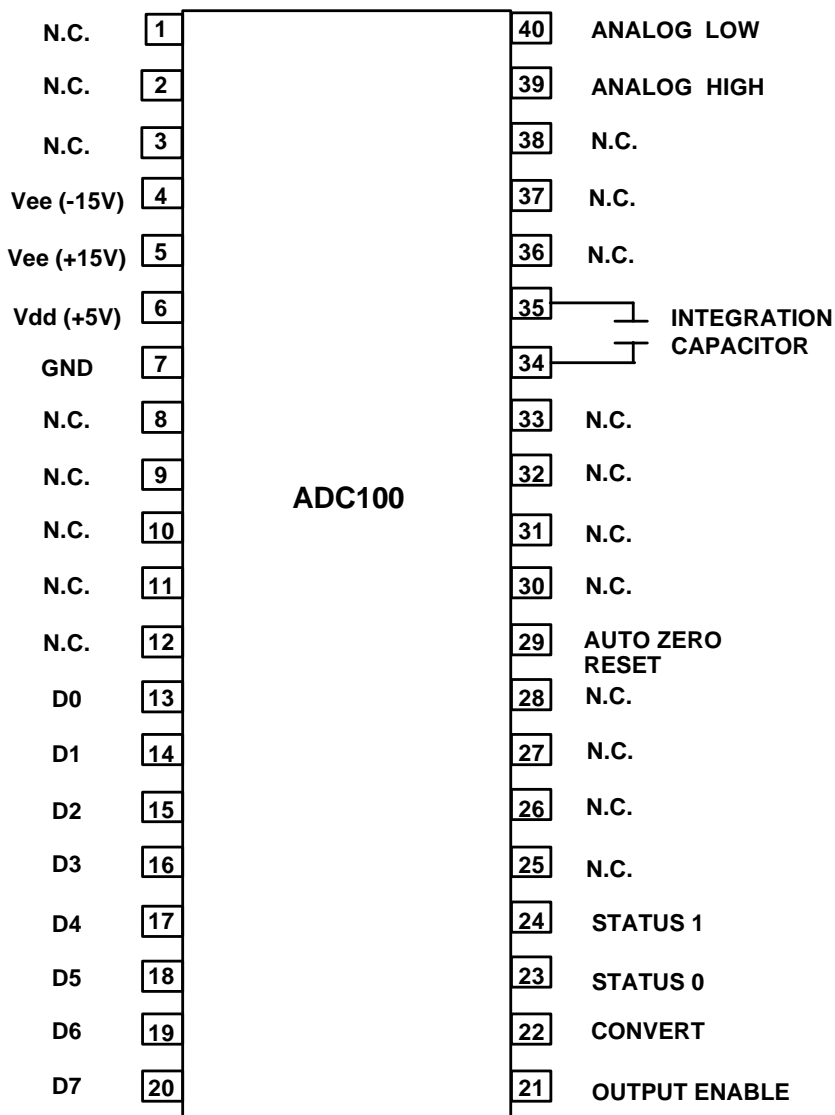 N.C. 1 40 ANALOG LOW
N.C. 2 39 ANALOG HIGH
N.C. 3 38 N.C.
Vee (-15V) 4 37 N.C.
Vee (+15V) 5 36 N.C.
Vdd (+5V) 6 35 INTEGRATION
GND 7 34 CAPACITOR
N.C. 8 33 N.C.
N.C. 9 32 N.C.
ADC100
N.C. 10 31 N.C.
N.C. 11 30 N.C.
N.C. 12 29 AUTO ZERO
RESET
D0 13 28 N.C.
D1 14 27 N.C.
D2 15 26 N.C.
D3 16 25 N.C.
D4 17 24 STATUS 1
D5 18 23 STATUS 0
D6 19 22 CONVERT
D7 20 21 OUTPUT ENABLE